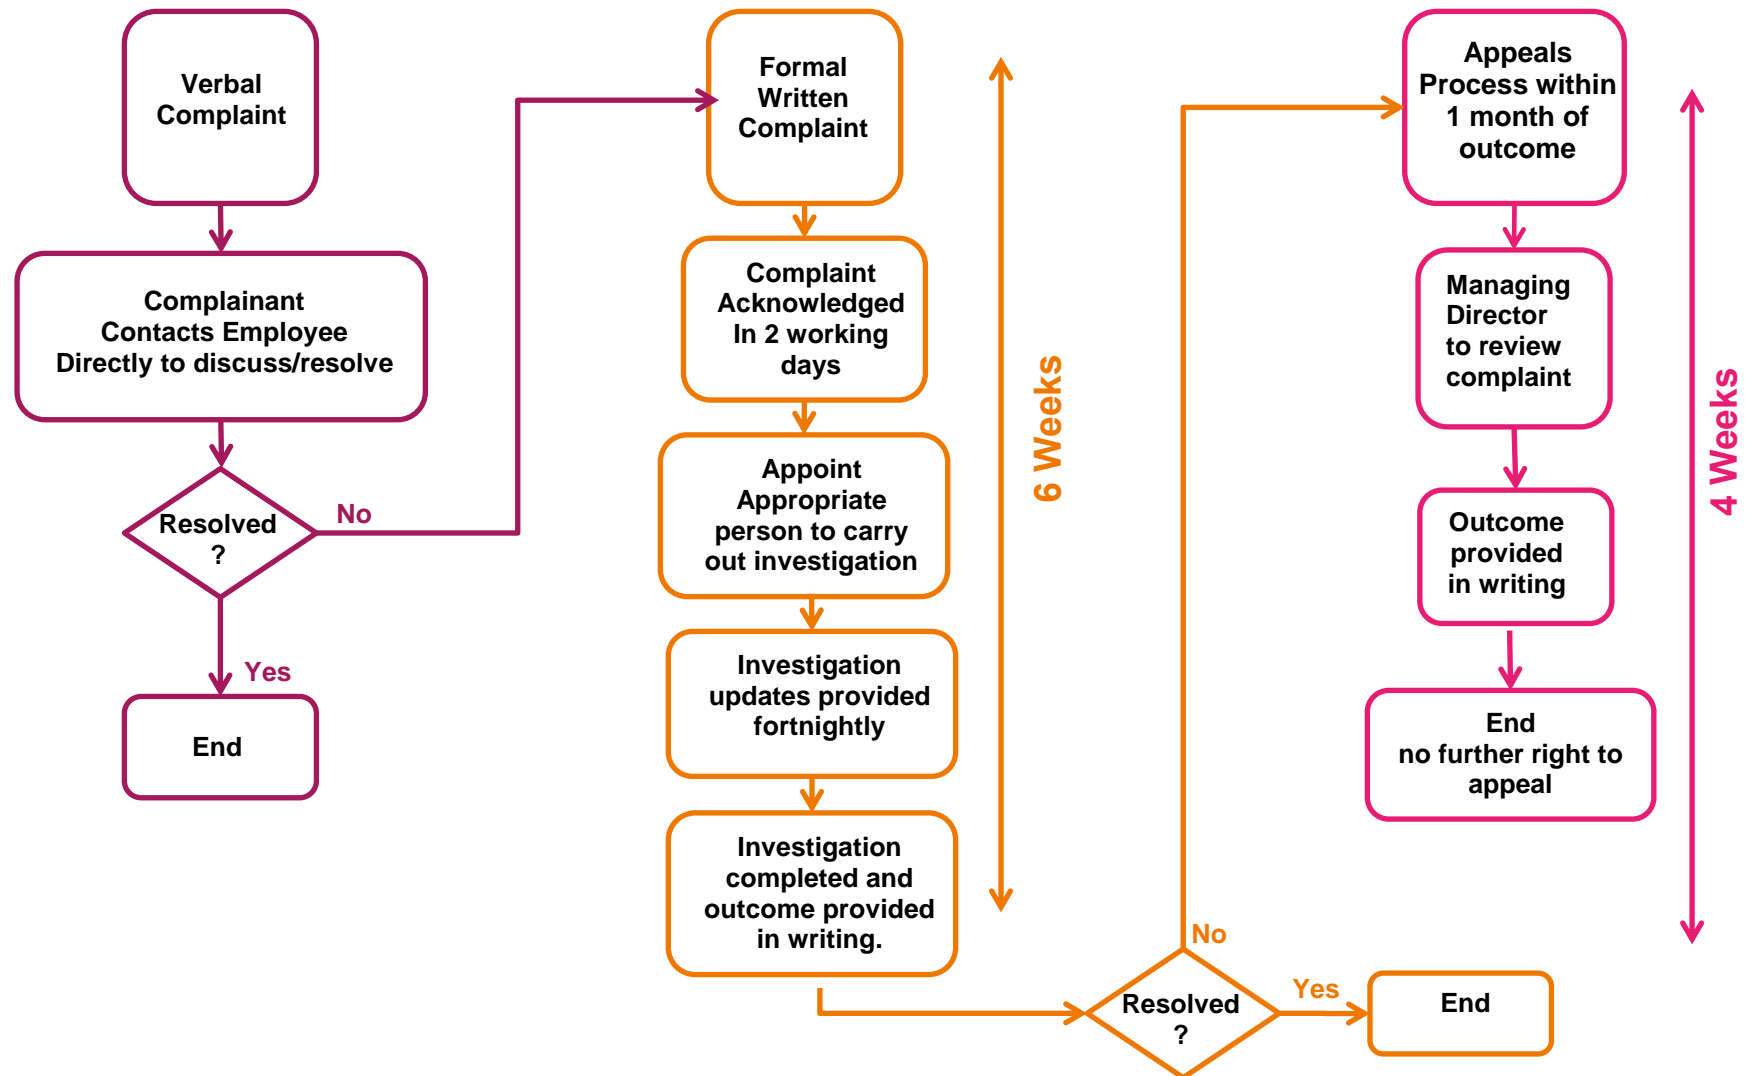 Verbal
Complaint
Complainant
Contacts Employee
Directly to discuss/resolve
Resolved
?
No
Yes
End
Formal
Written
Complaint
Complaint
Acknowledged
In 2 working
days
Appoint
Appropriate
person to carry
out investigation
Investigation
updates provided
fortnightly
Investigation
completed and
outcome provided
in writing.
6 Weeks
Resolved
?
No
Yes
End
Appeals
Process within
1 month of
outcome
Managing
Director
to review
complaint
Outcome
provided
in writing
End
no further right to
appeal
4 Weeks